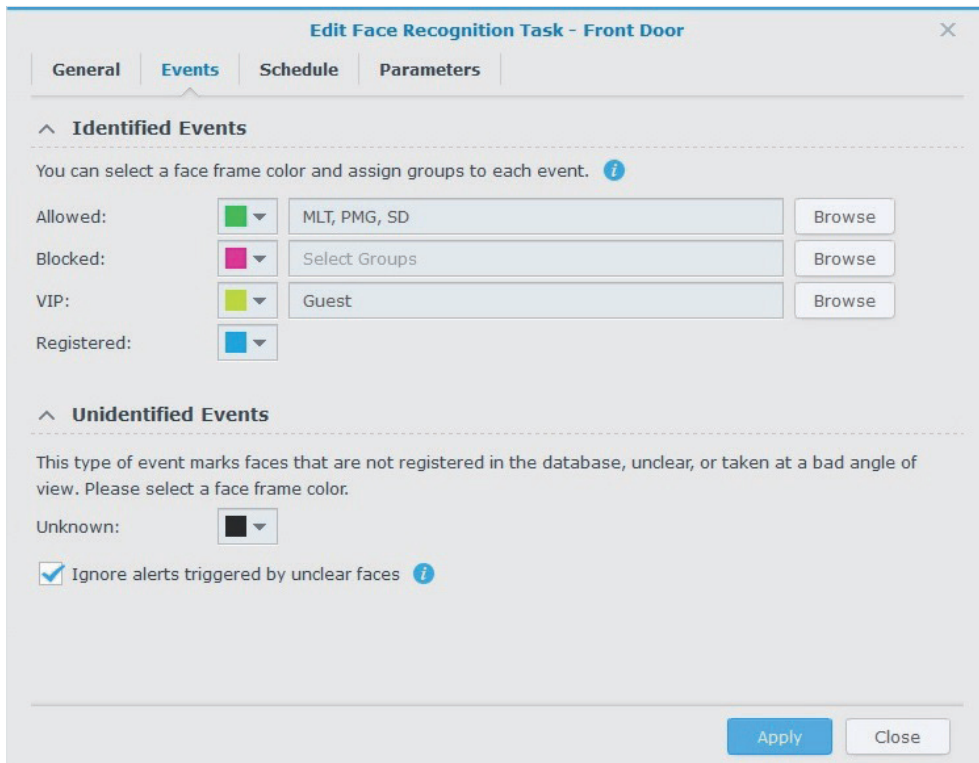 Edit Face Recognition Task - Front Door
General Events Schedule Parameters
Identified Events
You can select a face frame color and assign groups to each event.
Allowed: MLT, PMG, SD Browse
Blocked: Select Groups Browse
VIP: Guest Browse
Registered:
Unidentified Events
This type of event marks faces that are not registered in the database, unclear, or taken at a bad angle of
view. Please select a face frame color.
Unknown:
Ignore alerts triggered by unclear faces
Apply Close